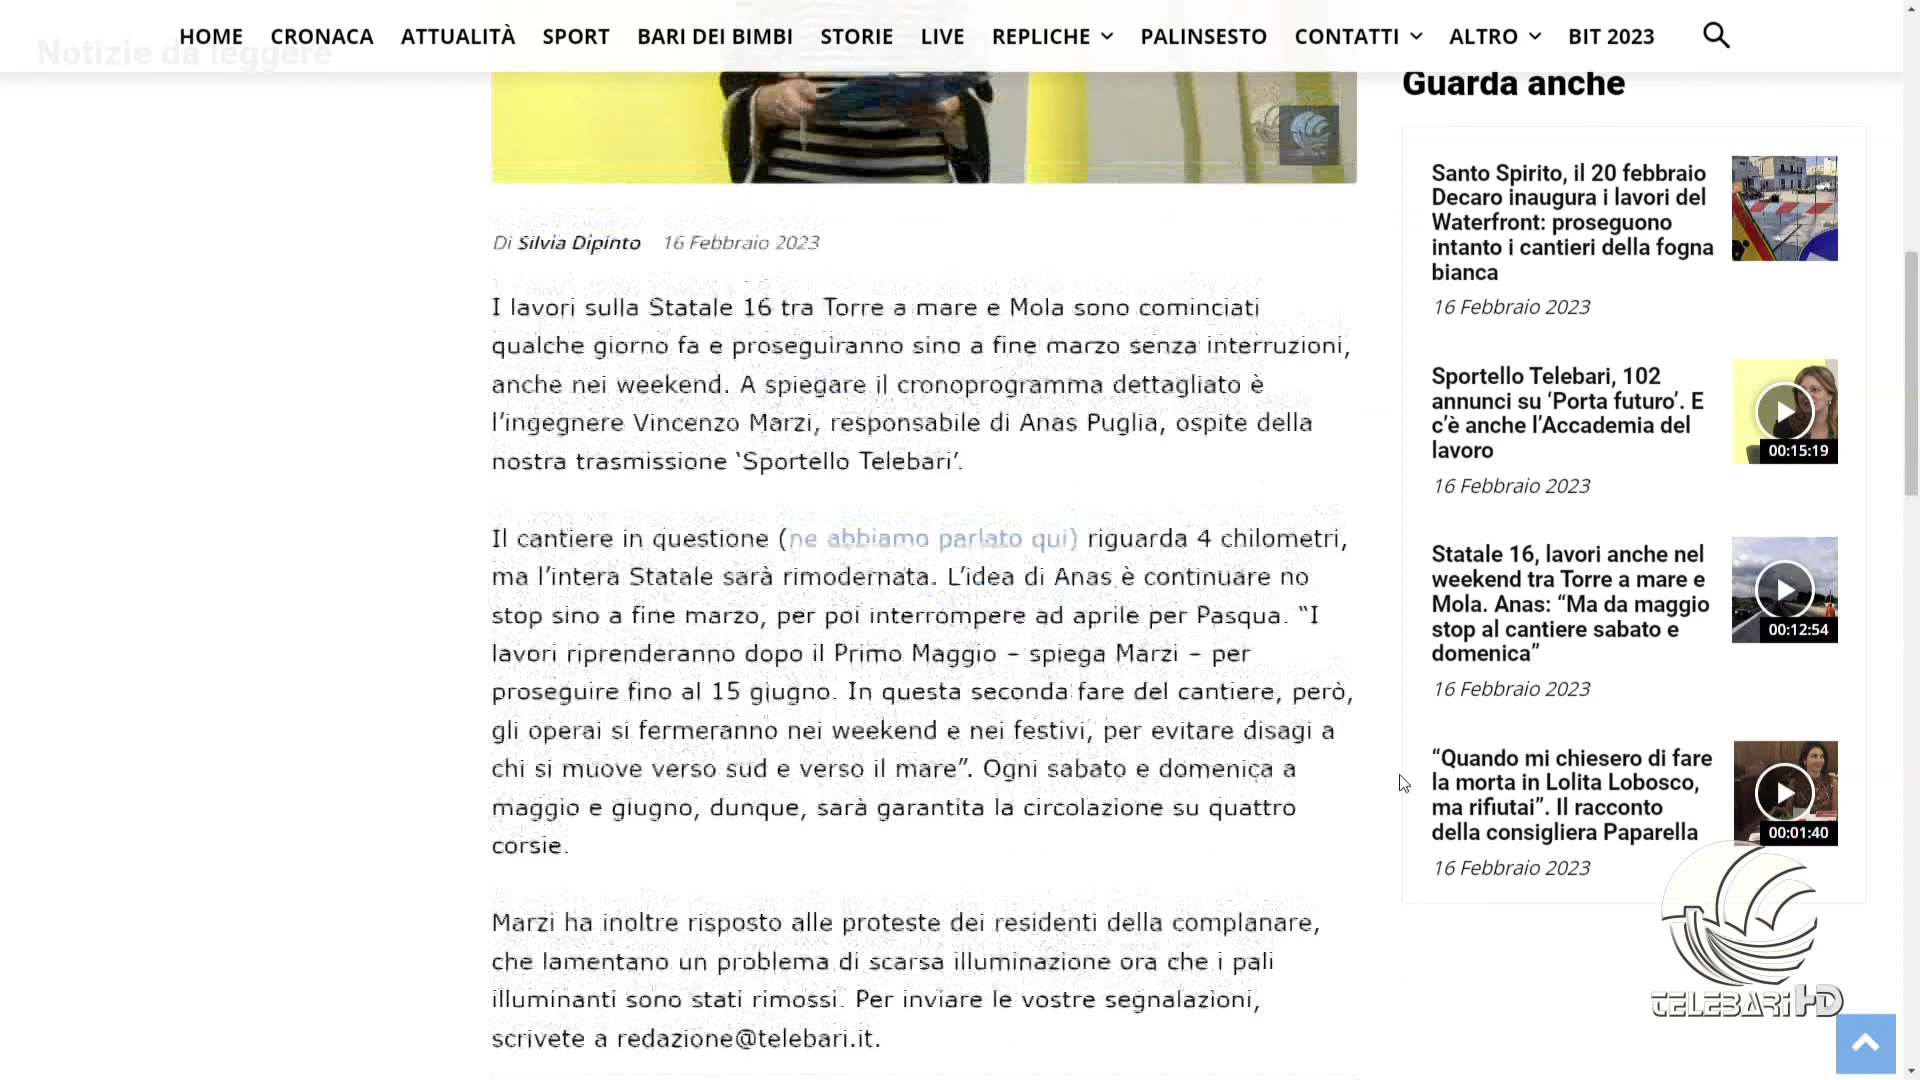 HOME CRONACA ATTUALITÀ SPORT BARI DEI BIMBI STORIE LIVE REPLICHE PALINSESTO CONTATTI ALTRO BIT 2023
Notizie da leggere
Di Silvia Dipinto 16 Febbraio 2023
I lavori sulla Statale 16 tra Torre a mare e Mola sono cominciati
qualche giorno fa e proseguiranno sino a fine marzo senza interruzioni,
anche nei weekend. A spiegare il cronoprogramma dettagliato è
l’ingegnere Vincenzo Marzi, responsabile di Anas Puglia, ospite della
nostra trasmissione ‘Sportello Telebari’.
Il cantiere in questione (ne abbiamo parlato qui) riguarda 4 chilometri,
ma l’intera Statale sarà rimodernata. L’idea di Anas è continuare no
stop sino a fine marzo, per poi interrompere ad aprile per Pasqua. “I
lavori riprenderanno dopo il Primo Maggio – spiega Marzi – per
proseguire fino al 15 giugno. In questa seconda fare del cantiere, però,
gli operai si fermeranno nei weekend e nei festivi, per evitare disagi a
chi si muove verso sud e verso il mare”. Ogni sabato e domenica a
maggio e giugno, dunque, sarà garantita la circolazione su quattro
corsie.
Marzi ha inoltre risposto alle proteste dei residenti della complanare,
che lamentano un problema di scarsa illuminazione ora che i pali
illuminanti sono stati rimossi. Per inviare le vostre segnalazioni,
scrivete a redazione@telebari.it.
Guarda anche
Santo Spirito, il 20 febbraio
Decaro inaugura i lavori del
Waterfront: proseguono
intanto i cantieri della fogna
bianca
16 Febbraio 2023
Sportello Telebari, 102
annunci su ‘Porta futuro’. E
c’è anche l’Accademia del
lavoro
00:15:19
16 Febbraio 2023
Statale 16, lavori anche nel
weekend tra Torre a mare e
Mola. Anas: “Ma da maggio
stop al cantiere sabato e
domenica”
00:12:54
16 Febbraio 2023
“Quando mi chiesero di fare
la morta in Lolita Lobosco,
ma rifiutai”. Il racconto
della consigliera Paparella
00:01:40
16 Febbraio 2023
TELEBARI HD